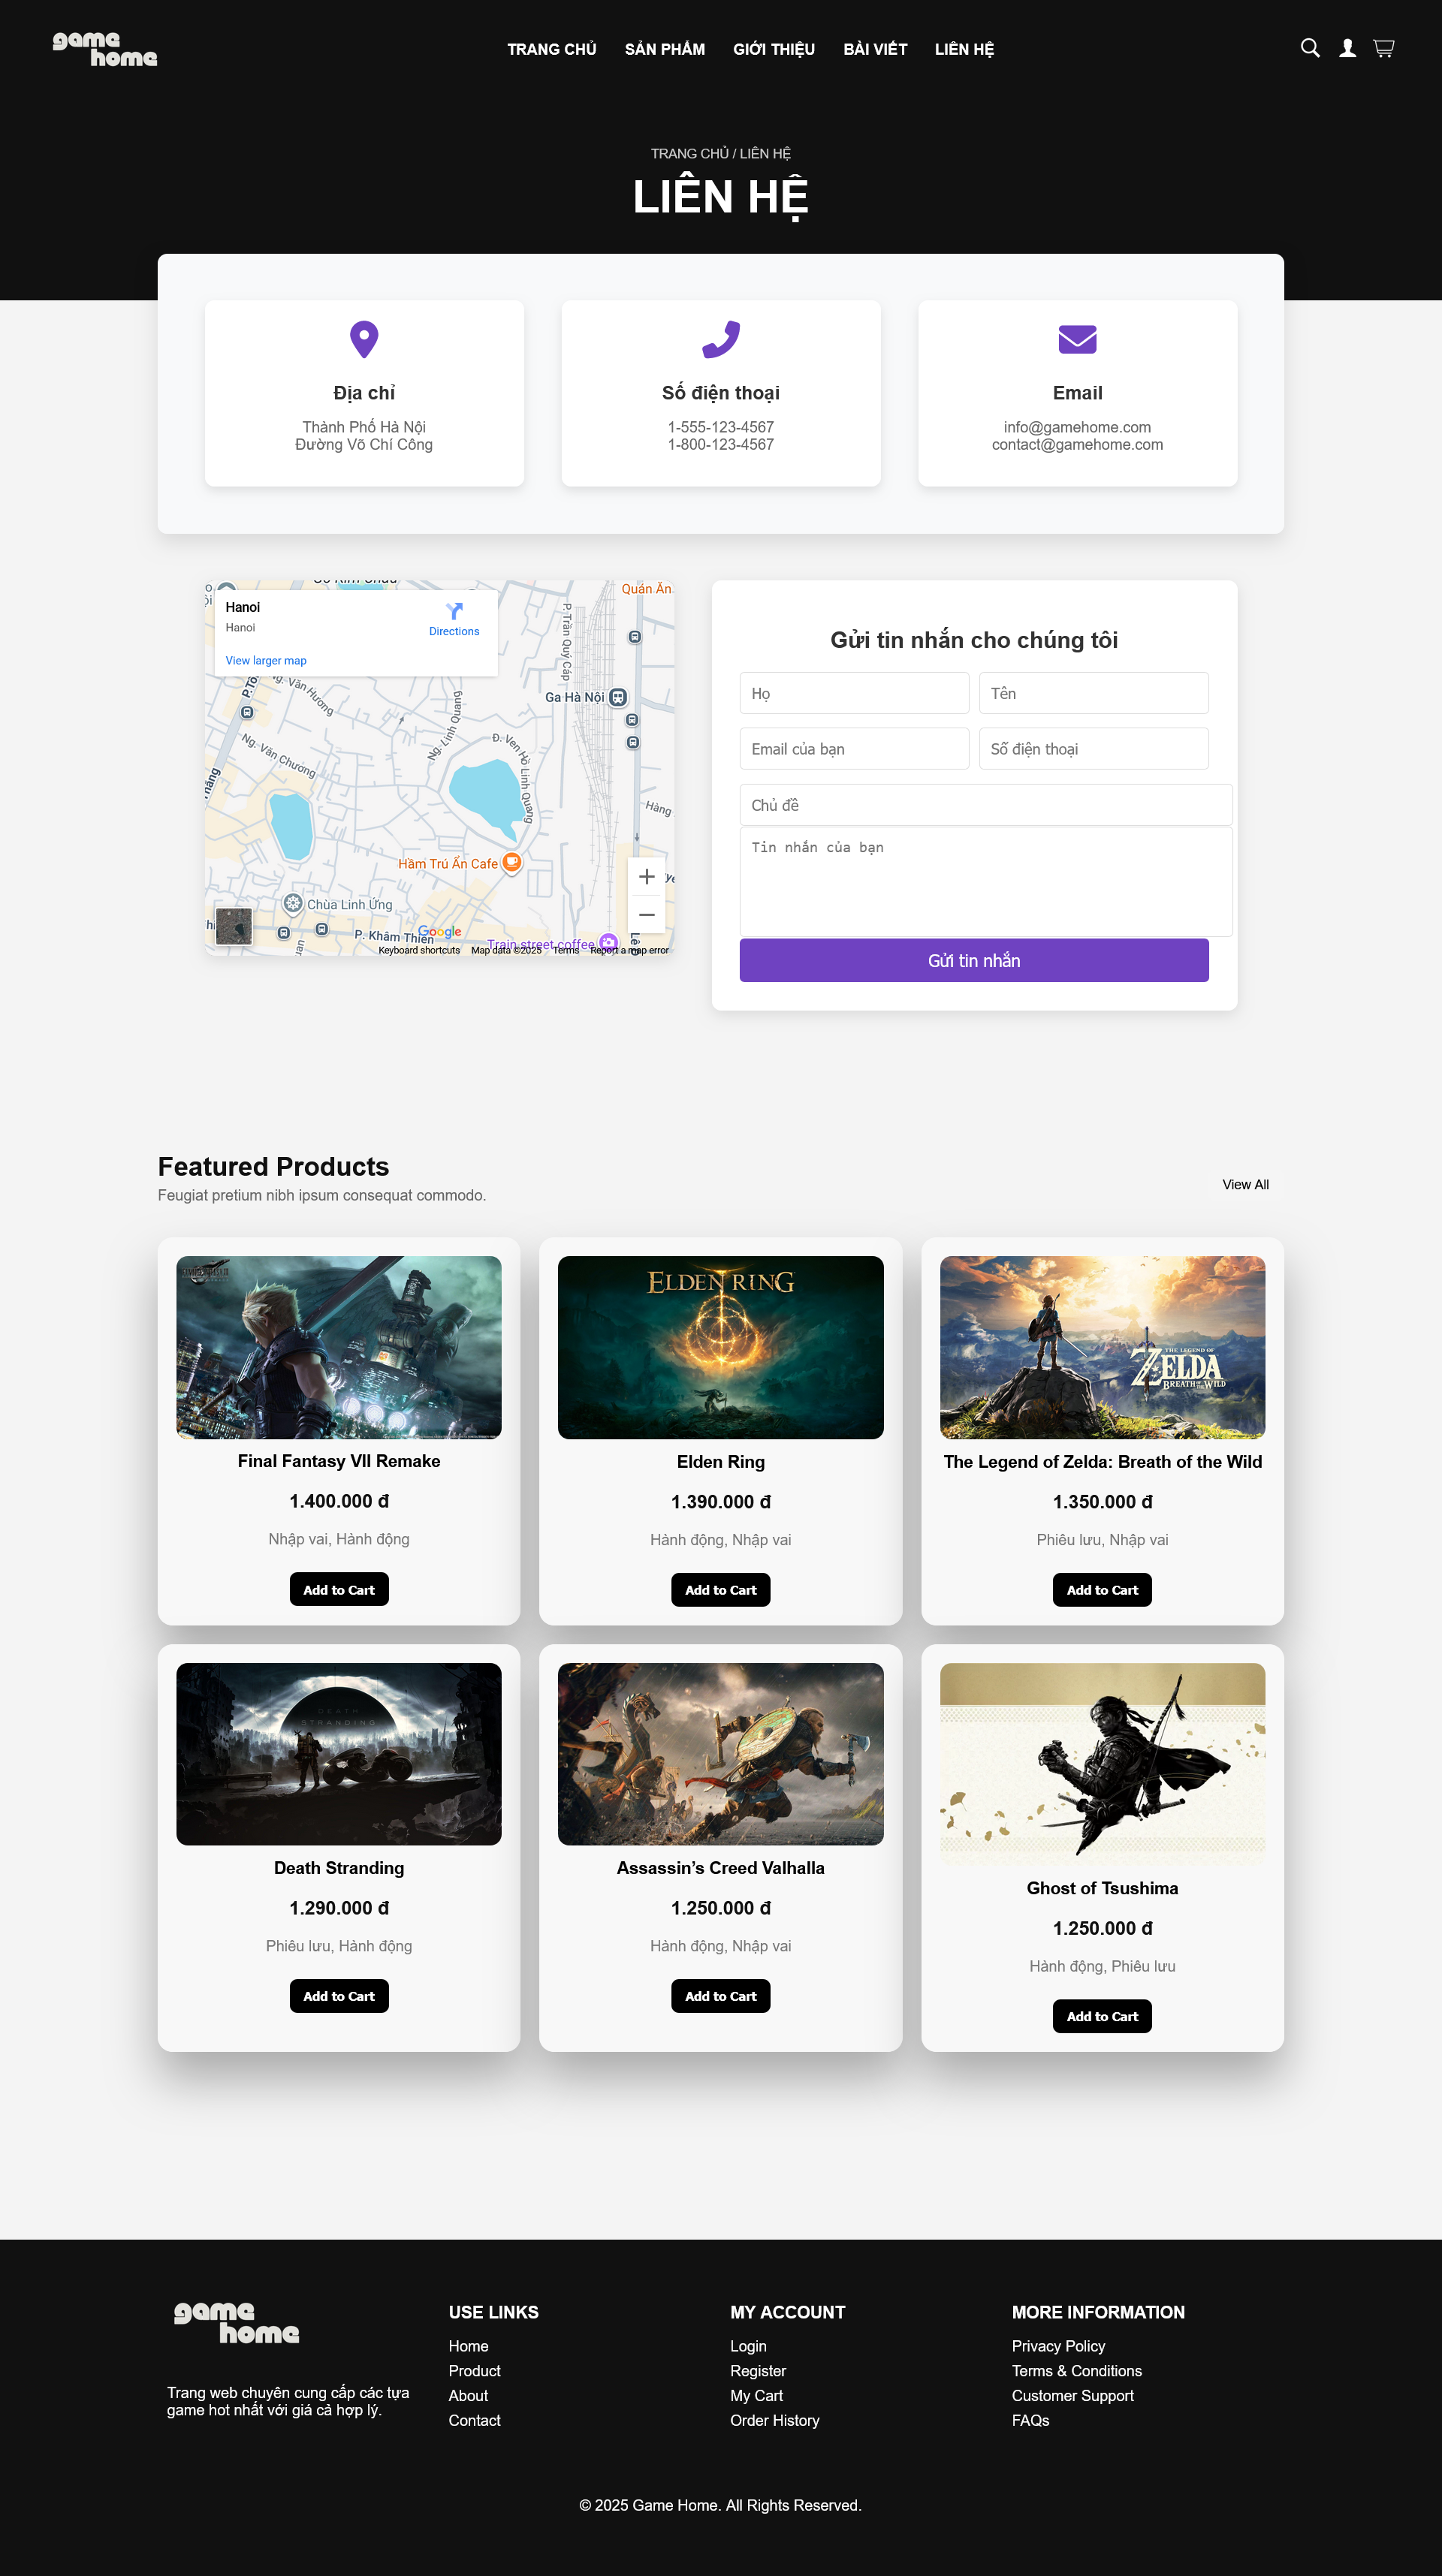 game
home
TRANG CHỦ SẢN PHẨM GIỚI THIỆU BÀI VIẾT LIÊN HỆ
TRANG CHỦ / LIÊN HỆ
LIÊN HỆ
Địa chỉ
Thành Phố Hà Nội
Đường Võ Chí Công
Số điện thoại
1-555-123-4567
1-800-123-4567
Email
info@gamehome.com
contact@gamehome.com
Hanoi
Hanoi
Directions
View larger map
Quán Ăn
P. Trần Quý Cáp
Ga Hà Nội
Ng. Văn Hương
Ng. Linh Quang
Ng. Văn Chương
Đ. Ven Hồ Linh Quang
Hàng
Hầm Trú Ẩn Cafe
Chùa Linh Ứng
P. Khâm Thiên
Google
Train street coffee
Keyboard shortcuts Map data ©2025 Terms Report a map error
Gửi tin nhắn cho chúng tôi
Họ
Tên
Email của bạn
Số điện thoại
Chủ đề
Tin nhắn của bạn
Gửi tin nhắn
Featured Products
Feugiat pretium nibh ipsum consequat commodo.
View All
Final Fantasy VII Remake
1.400.000 đ
Nhập vai, Hành động
Add to Cart
ELDEN RING
Elden Ring
1.390.000 đ
Hành động, Nhập vai
Add to Cart
THE LEGEND OF
ZELDA
BREATH OF THE WILD
The Legend of Zelda: Breath of the Wild
1.350.000 đ
Phiêu lưu, Nhập vai
Add to Cart
DEATH
STRANDING
Death Stranding
1.290.000 đ
Phiêu lưu, Hành động
Add to Cart
Assassin’s Creed Valhalla
1.250.000 đ
Hành động, Nhập vai
Add to Cart
Ghost of Tsushima
1.250.000 đ
Hành động, Phiêu lưu
Add to Cart
game
home
Trang web chuyên cung cấp các tựa
game hot nhất với giá cả hợp lý.
USE LINKS
Home
Product
About
Contact
MY ACCOUNT
Login
Register
My Cart
Order History
MORE INFORMATION
Privacy Policy
Terms & Conditions
Customer Support
FAQs
© 2025 Game Home. All Rights Reserved.